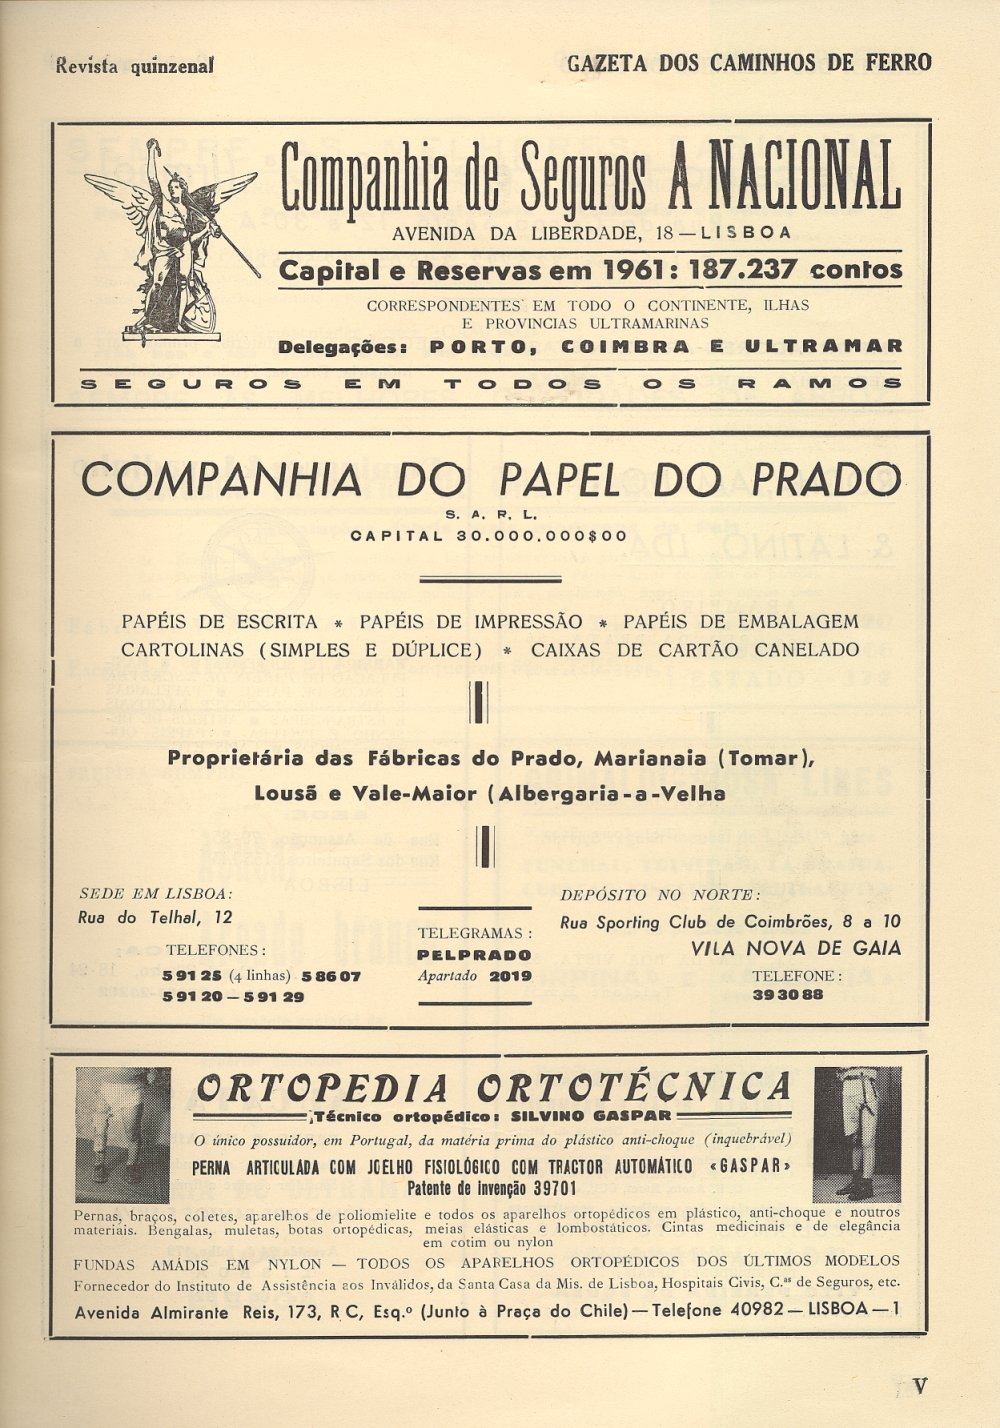 Revista quinzenal
GAZETA DOS CAMINHOS DE FERRO
Companhia de Seguros A NACIONAL
AVENIDA DA LIBERDADE, 18 — LISBOA
Capital e Reservas em 1961: 187.237 contos
CORRESPONDENTES EM TODO O CONTINENTE, ILHAS
E PROVINCIAS ULTRAMARINAS
Delegações: PORTO, COIMBRA E ULTRAMAR
SEGUROS EM TODOS OS RAMOS
COMPANHIA DO PAPEL DO PRADO
S. A. R. L.
CAPITAL 30.000.000$00
PAPÉIS DE ESCRITA * PAPÉIS DE IMPRESSÃO * PAPÉIS DE EMBALAGEM
CARTOLINAS (SIMPLES E DÚPLICE) * CAIXAS DE CARTÃO CANELADO
Proprietária das Fábricas do Prado, Marianaia (Tomar),
Lousã e Vale-Maior (Albergaria-a-Velha
SEDE EM LISBOA:
Rua do Telhal, 12
TELEFONES:
59125 (4 linhas) 58607
59120 — 59129
TELEGRAMAS:
PELPRADO
Apartado 2019
DEPÓSITO NO NORTE:
Rua Sporting Club de Coimbrões, 8 a 10
VILA NOVA DE GAIA
TELEFONE:
393088
ORTOPEDIA ORTOTÉCNICA
Técnico ortopédico: SILVINO GASPAR
O único possuidor, em Portugal, da matéria prima do plástico anti-choque (inquebrável)
PERNA ARTICULADA COM JOELHO FISIOLÓGICO COM TRACTOR AUTOMÁTICO «GASPAR»
Patente de invenção 39701
Pernas, braços, coletes, aparelhos de poliomielite e todos os aparelhos ortopédicos em plástico, anti-choque e noutros
materiais. Bengalas, muletas, botas ortopédicas, meias elásticas e lombostáticos. Cintas medicinais e de elegância
em cotim ou nylon
FUNDAS AMÁDIS EM NYLON — TODOS OS APARELHOS ORTOPÉDICOS DOS ÚLTIMOS MODELOS
Fornecedor do Instituto de Assistência aos Inválidos, da Santa Casa da Mis. de Lisboa, Hospitais Civis, C.as de Seguros, etc.
Avenida Almirante Reis, 173, R C, Esq.º (Junto à Praça do Chile) — Telefone 40982 — LISBOA — 1
V